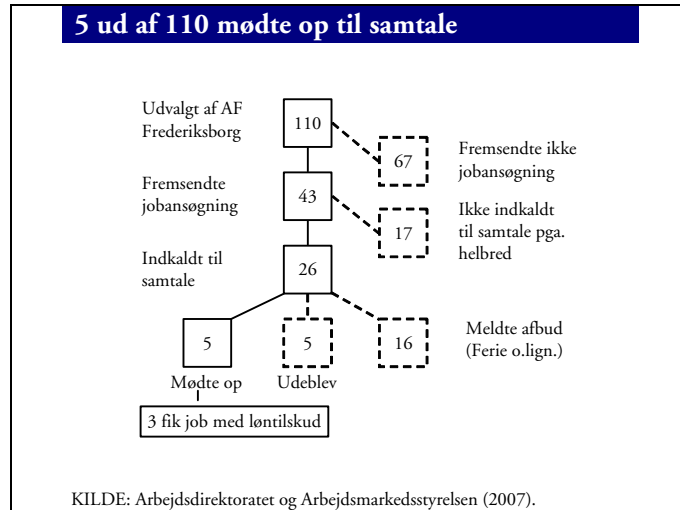 5 ud af 110 mødte op til samtale
Udvalgt af AF
Frederiksborg
110
67
Fremsendte ikke
jobansøgning
Fremsendte
jobansøgning
43
17
Ikke indkaldt
til samtale pga.
helbred
Indkaldt til
samtale
26
5
5
16
Meldte afbud
(Ferie o.lign.)
Mødte op
Udeblev
3 fik job med løntilskud
KILDE: Arbejdsdirektoratet og Arbejdsmarkedsstyrelsen (2007).